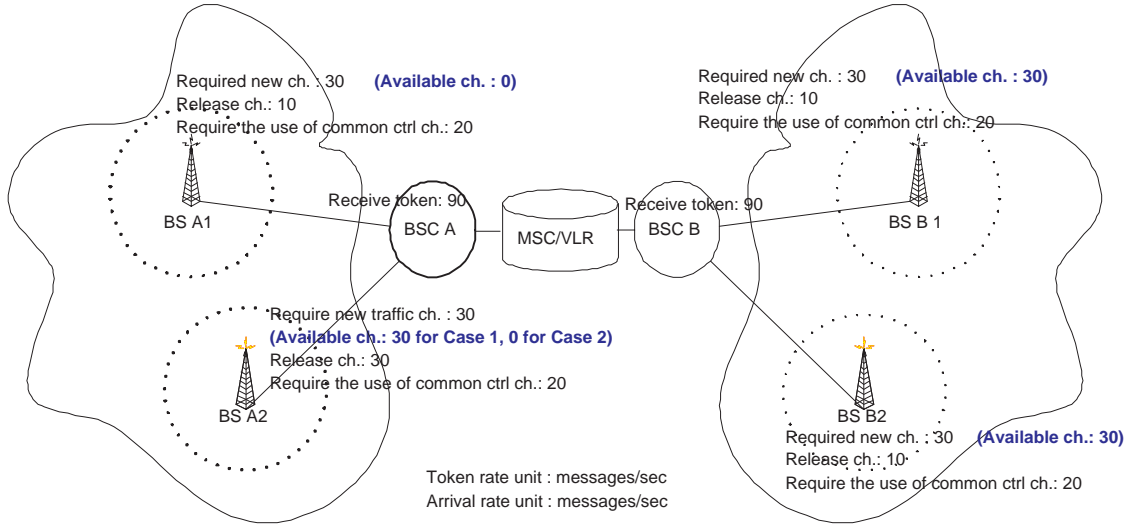 Required new ch. : 30 (Available ch. : 0)
Release ch.: 10
Require the use of common ctrl ch.: 20
BS A1
Required new ch. : 30 (Available ch. : 30)
Release ch.: 10
Require the use of common ctrl ch.: 20
BS B 1
Receive token: 90
BSC A
MSC/VLR
Receive token: 90
BSC B
Require new traffic ch. : 30
(Available ch.: 30 for Case 1, 0 for Case 2)
Release ch.: 30
Require the use of common ctrl ch.: 20
BS A2
BS B2
Required new ch. : 30 (Available ch.: 30)
Release ch.: 10
Require the use of common ctrl ch.: 20
Token rate unit : messages/sec
Arrival rate unit : messages/sec